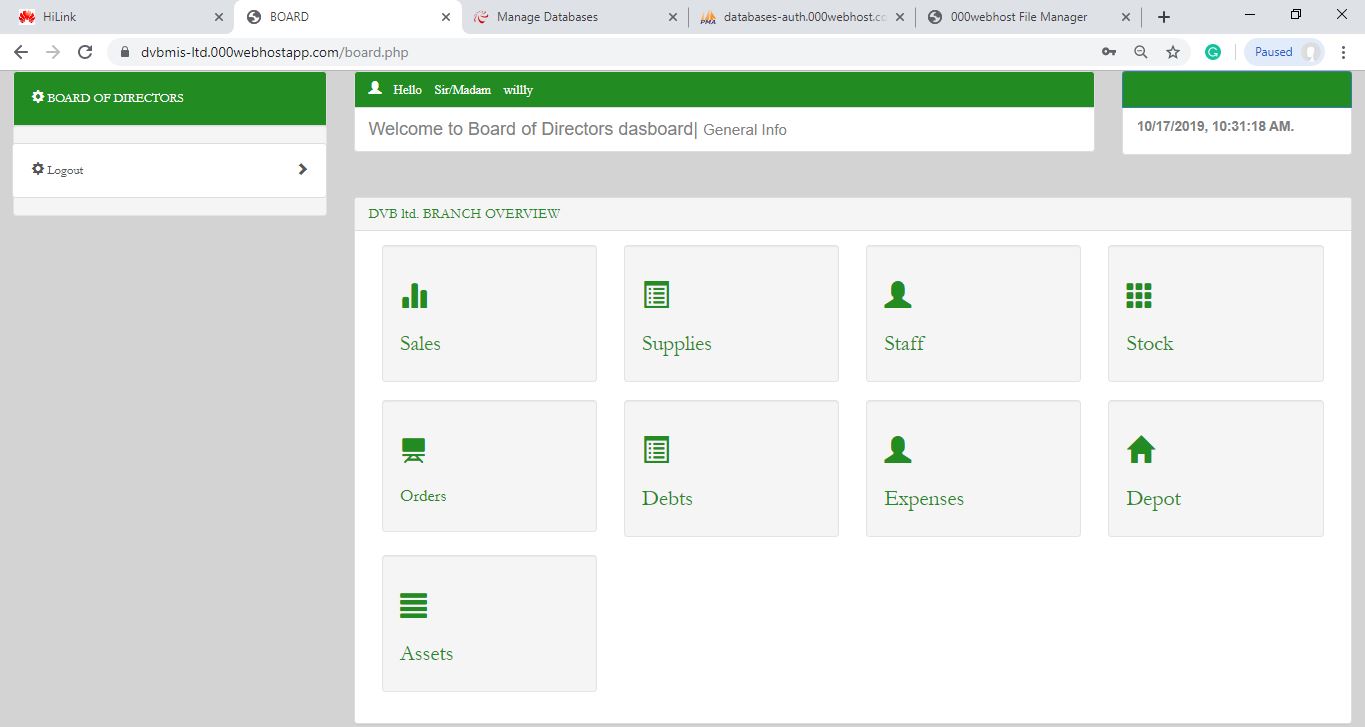 HiLink
BOARD
Manage Databases
databases-auth.000webhost.cc
000webhost File Manager
dvbmis-ltd.000webhostapp.com/board.php
Paused
BOARD OF DIRECTORS
Logout
Hello Sir/Madam willly
Welcome to Board of Directors dasboard| General Info
10/17/2019, 10:31:18 AM.
DVB ltd. BRANCH OVERVIEW
Sales
Supplies
Staff
Stock
Orders
Debts
Expenses
Depot
Assets